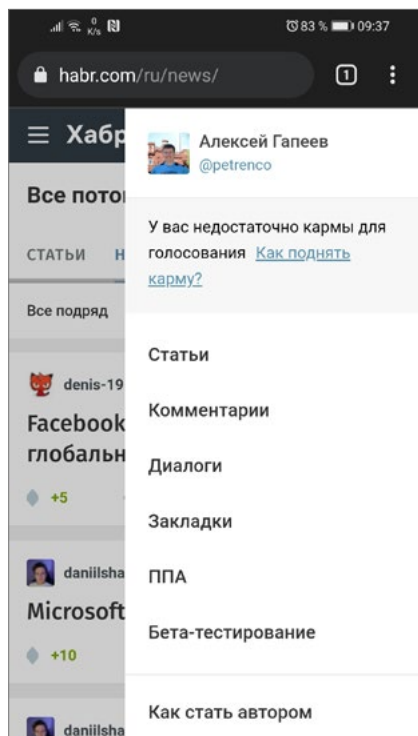 0 K/s 83 % 09:37
habr.com/ru/news/ 1
Хабр
Все пото
СТАТЬИ Н
Все подряд
denis-19
Facebook
глобальн
+5
daniilsha
Microsoft
+10
daniilsha
Алексей Гапеев
@petrenco
У вас недостаточно кармы для
голосования Как поднять
карму?
Статьи
Комментарии
Диалоги
Закладки
ППА
Бета-тестирование
Как стать автором